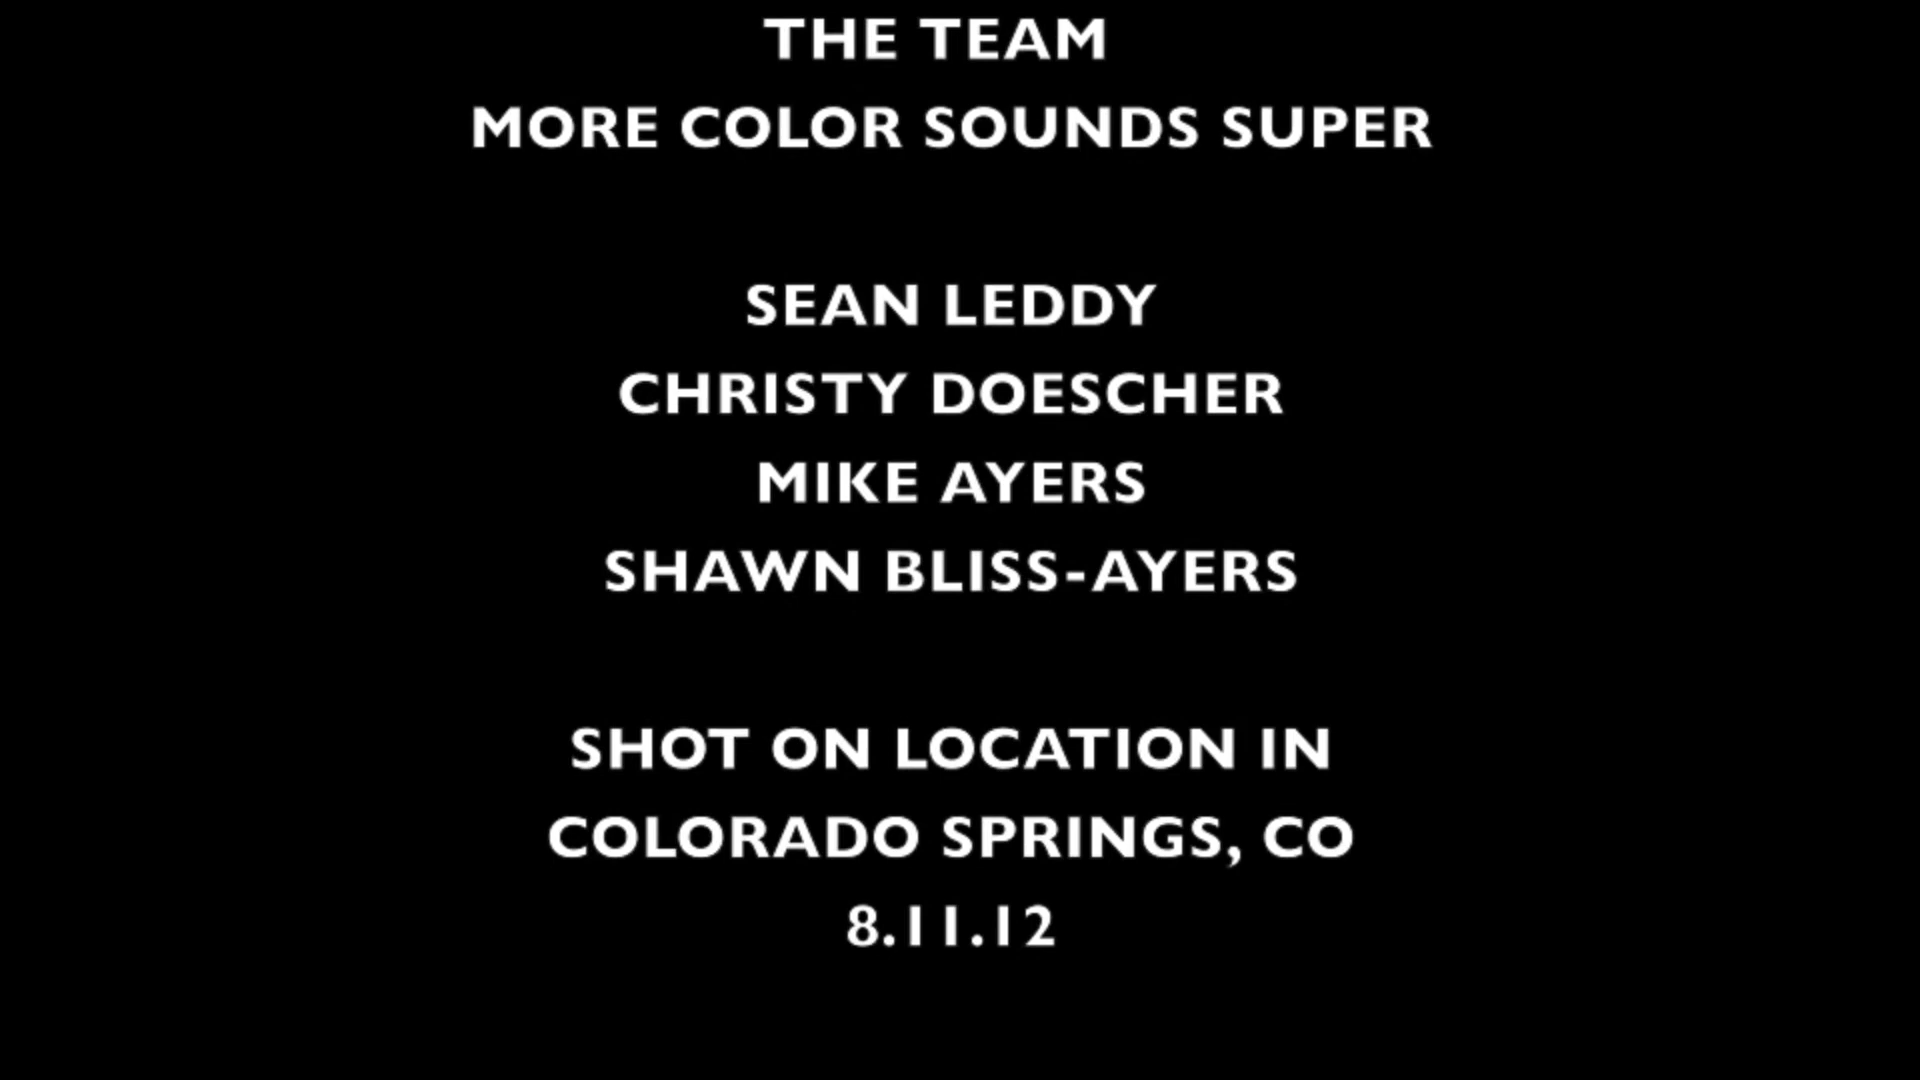 THE TEAM
MORE COLOR SOUNDS SUPER
SEAN LEDDY
CHRISTY DOESCHER
MIKE AYERS
SHAWN BLISS-AYERS
SHOT ON LOCATION IN
COLORADO SPRINGS, CO
8.11.12